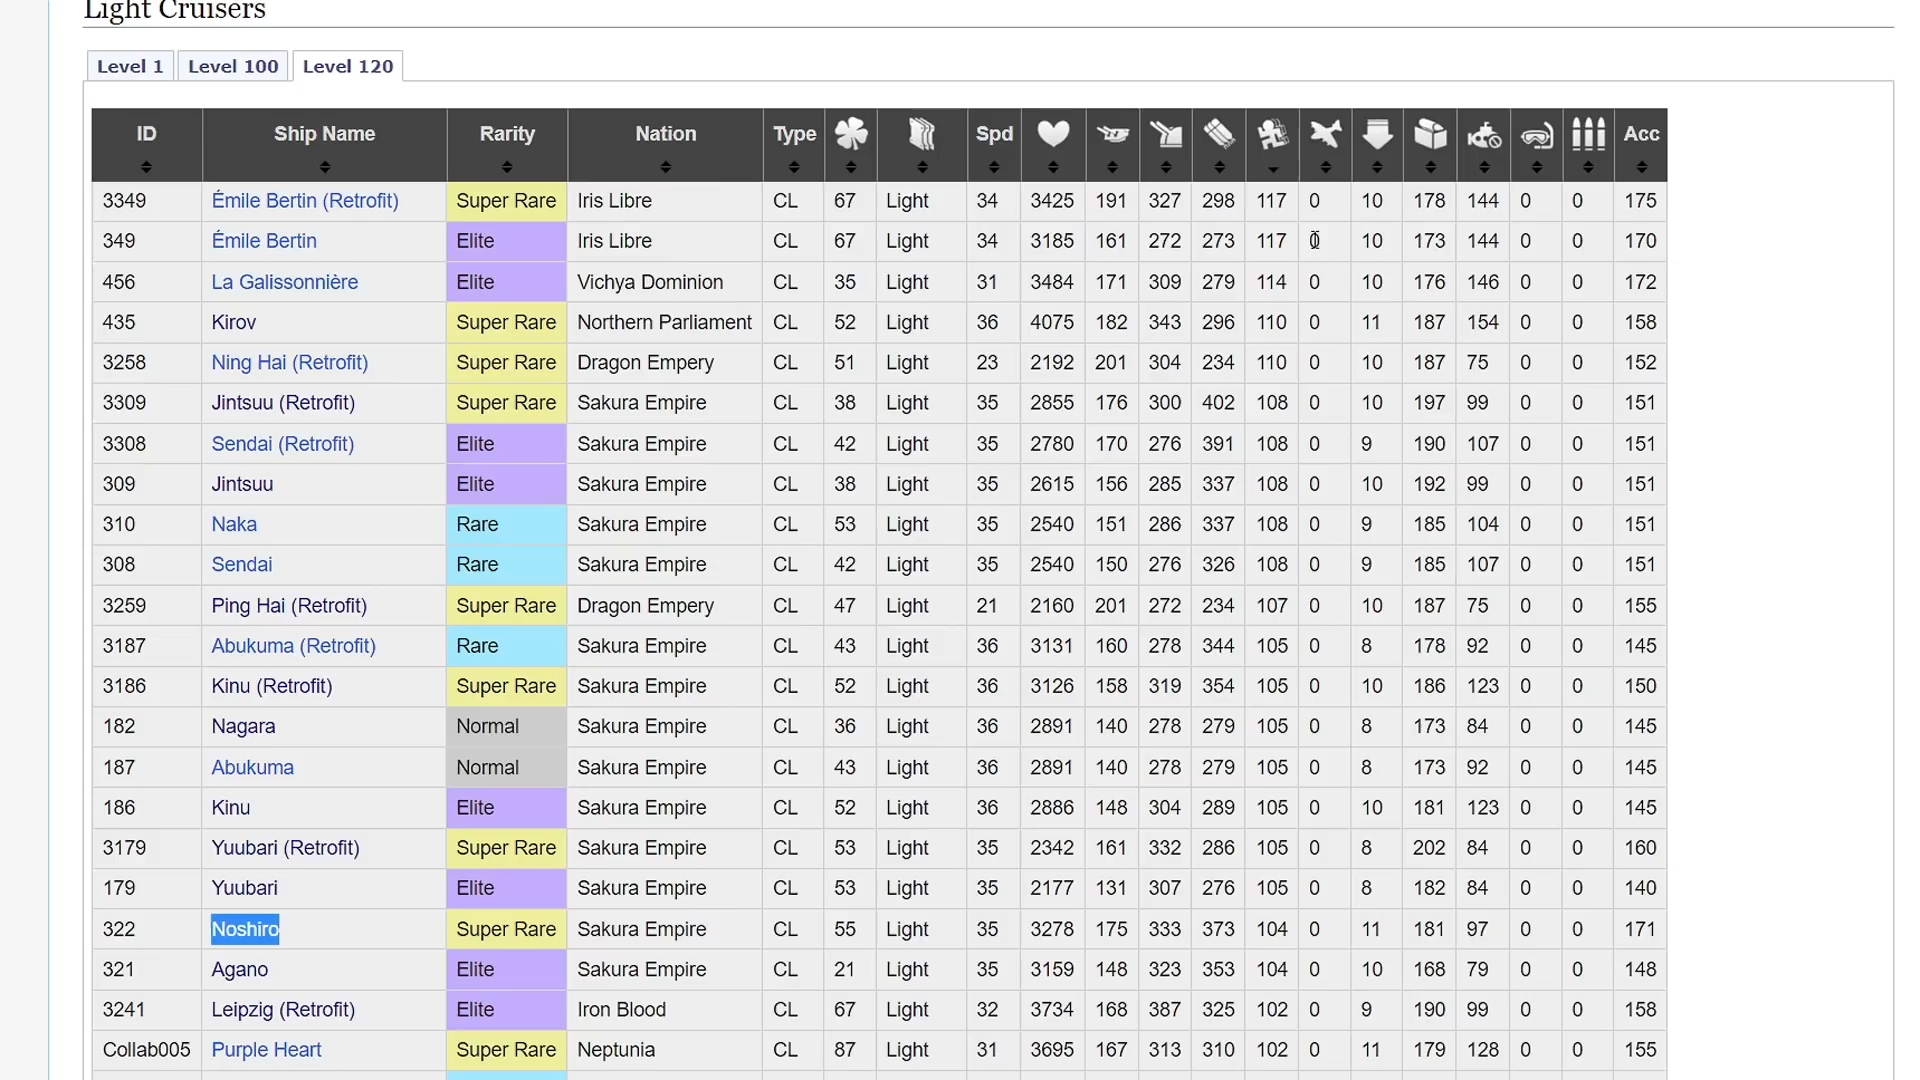 Light Cruisers
Level 1 Level 100 Level 120
ID Ship Name Rarity Nation Type Spd Acc
3349 Émile Bertin (Retrofit) Super Rare Iris Libre CL 67 Light 34 3425 191 327 298 117 0 10 178 144 0 0 175
349 Émile Bertin Elite Iris Libre CL 67 Light 34 3185 161 272 273 117 0 10 173 144 0 0 170
456 La Galissonnière Elite Vichya Dominion CL 35 Light 31 3484 171 309 279 114 0 10 176 146 0 0 172
435 Kirov Super Rare Northern Parliament CL 52 Light 36 4075 182 343 296 110 0 11 187 154 0 0 158
3258 Ning Hai (Retrofit) Super Rare Dragon Empery CL 51 Light 23 2192 201 304 234 110 0 10 187 75 0 0 152
3309 Jintsuu (Retrofit) Super Rare Sakura Empire CL 38 Light 35 2855 176 300 402 108 0 10 197 99 0 0 151
3308 Sendai (Retrofit) Elite Sakura Empire CL 42 Light 35 2780 170 276 391 108 0 9 190 107 0 0 151
309 Jintsuu Elite Sakura Empire CL 38 Light 35 2615 156 285 337 108 0 10 192 99 0 0 151
310 Naka Rare Sakura Empire CL 53 Light 35 2540 151 286 337 108 0 9 185 104 0 0 151
308 Sendai Rare Sakura Empire CL 42 Light 35 2540 150 276 326 108 0 9 185 107 0 0 151
3259 Ping Hai (Retrofit) Super Rare Dragon Empery CL 47 Light 21 2160 201 272 234 107 0 10 187 75 0 0 155
3187 Abukuma (Retrofit) Rare Sakura Empire CL 43 Light 36 3131 160 278 344 105 0 8 178 92 0 0 145
3186 Kinu (Retrofit) Super Rare Sakura Empire CL 52 Light 36 3126 158 319 354 105 0 10 186 123 0 0 150
182 Nagara Normal Sakura Empire CL 36 Light 36 2891 140 278 279 105 0 8 173 84 0 0 145
187 Abukuma Normal Sakura Empire CL 43 Light 36 2891 140 278 279 105 0 8 173 92 0 0 145
186 Kinu Elite Sakura Empire CL 52 Light 36 2886 148 304 289 105 0 10 181 123 0 0 145
3179 Yuubari (Retrofit) Super Rare Sakura Empire CL 53 Light 35 2342 161 332 286 105 0 8 202 84 0 0 160
179 Yuubari Elite Sakura Empire CL 53 Light 35 2177 131 307 276 105 0 8 182 84 0 0 140
322 Noshiro Super Rare Sakura Empire CL 55 Light 35 3278 175 333 373 104 0 11 181 97 0 0 171
321 Agano Elite Sakura Empire CL 21 Light 35 3159 148 323 353 104 0 10 168 79 0 0 148
3241 Leipzig (Retrofit) Elite Iron Blood CL 67 Light 32 3734 168 387 325 102 0 9 190 99 0 0 158
Collab005 Purple Heart Super Rare Neptunia CL 87 Light 31 3695 167 313 310 102 0 11 179 128 0 0 155